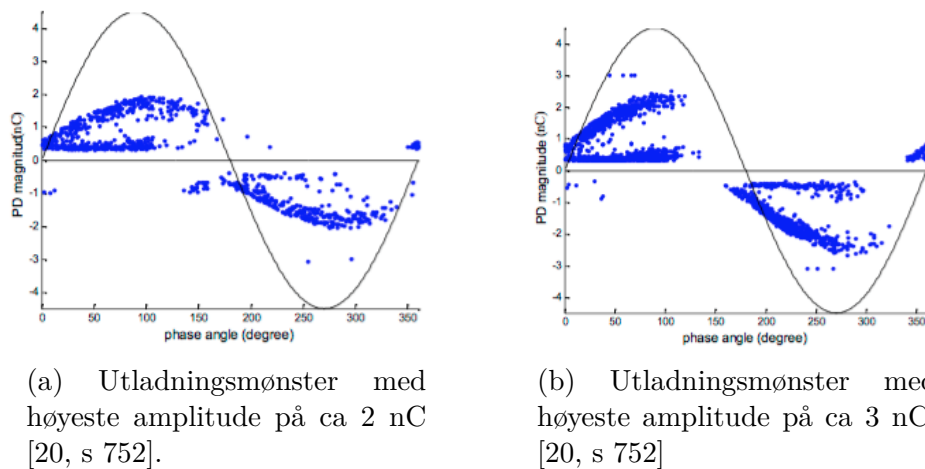 4
3
2
1
0
-1
-2
-3
-4
PD magnitud(nC)
0 50 100 150 200 250 300 350
phase angle (degree)
(a) Utladningsmønster med
høyeste amplitude på ca 2 nC
[20, s 752].
4
3
2
1
0
-1
-2
-3
-4
PD magnitude (nC)
0 50 100 150 200 250 300 350
phase angle (degree)
(b) Utladningsmønster med
høyeste amplitude på ca 3 nC
[20, s 752]